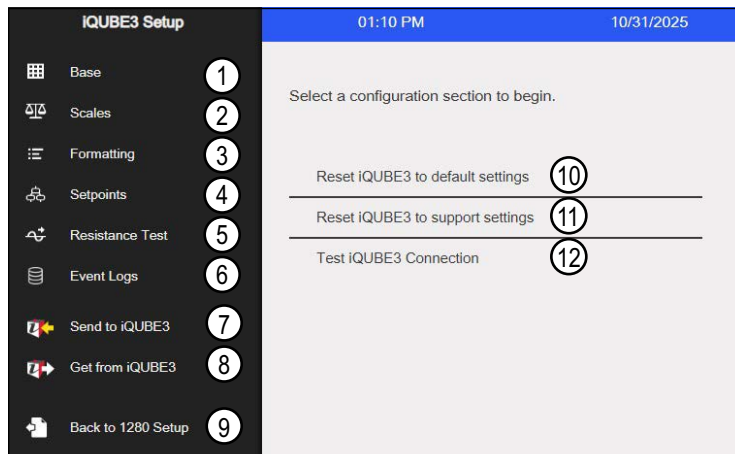 iQUBE3 Setup
01:10 PM 10/31/2025
Base 1
Scales 2
Formatting 3
Setpoints 4
Resistance Test 5
Event Logs 6
Send to iQUBE3 7
Get from iQUBE3 8
Back to 1280 Setup 9
Select a configuration section to begin.
Reset iQUBE3 to default settings 10
Reset iQUBE3 to support settings 11
Test iQUBE3 Connection 12